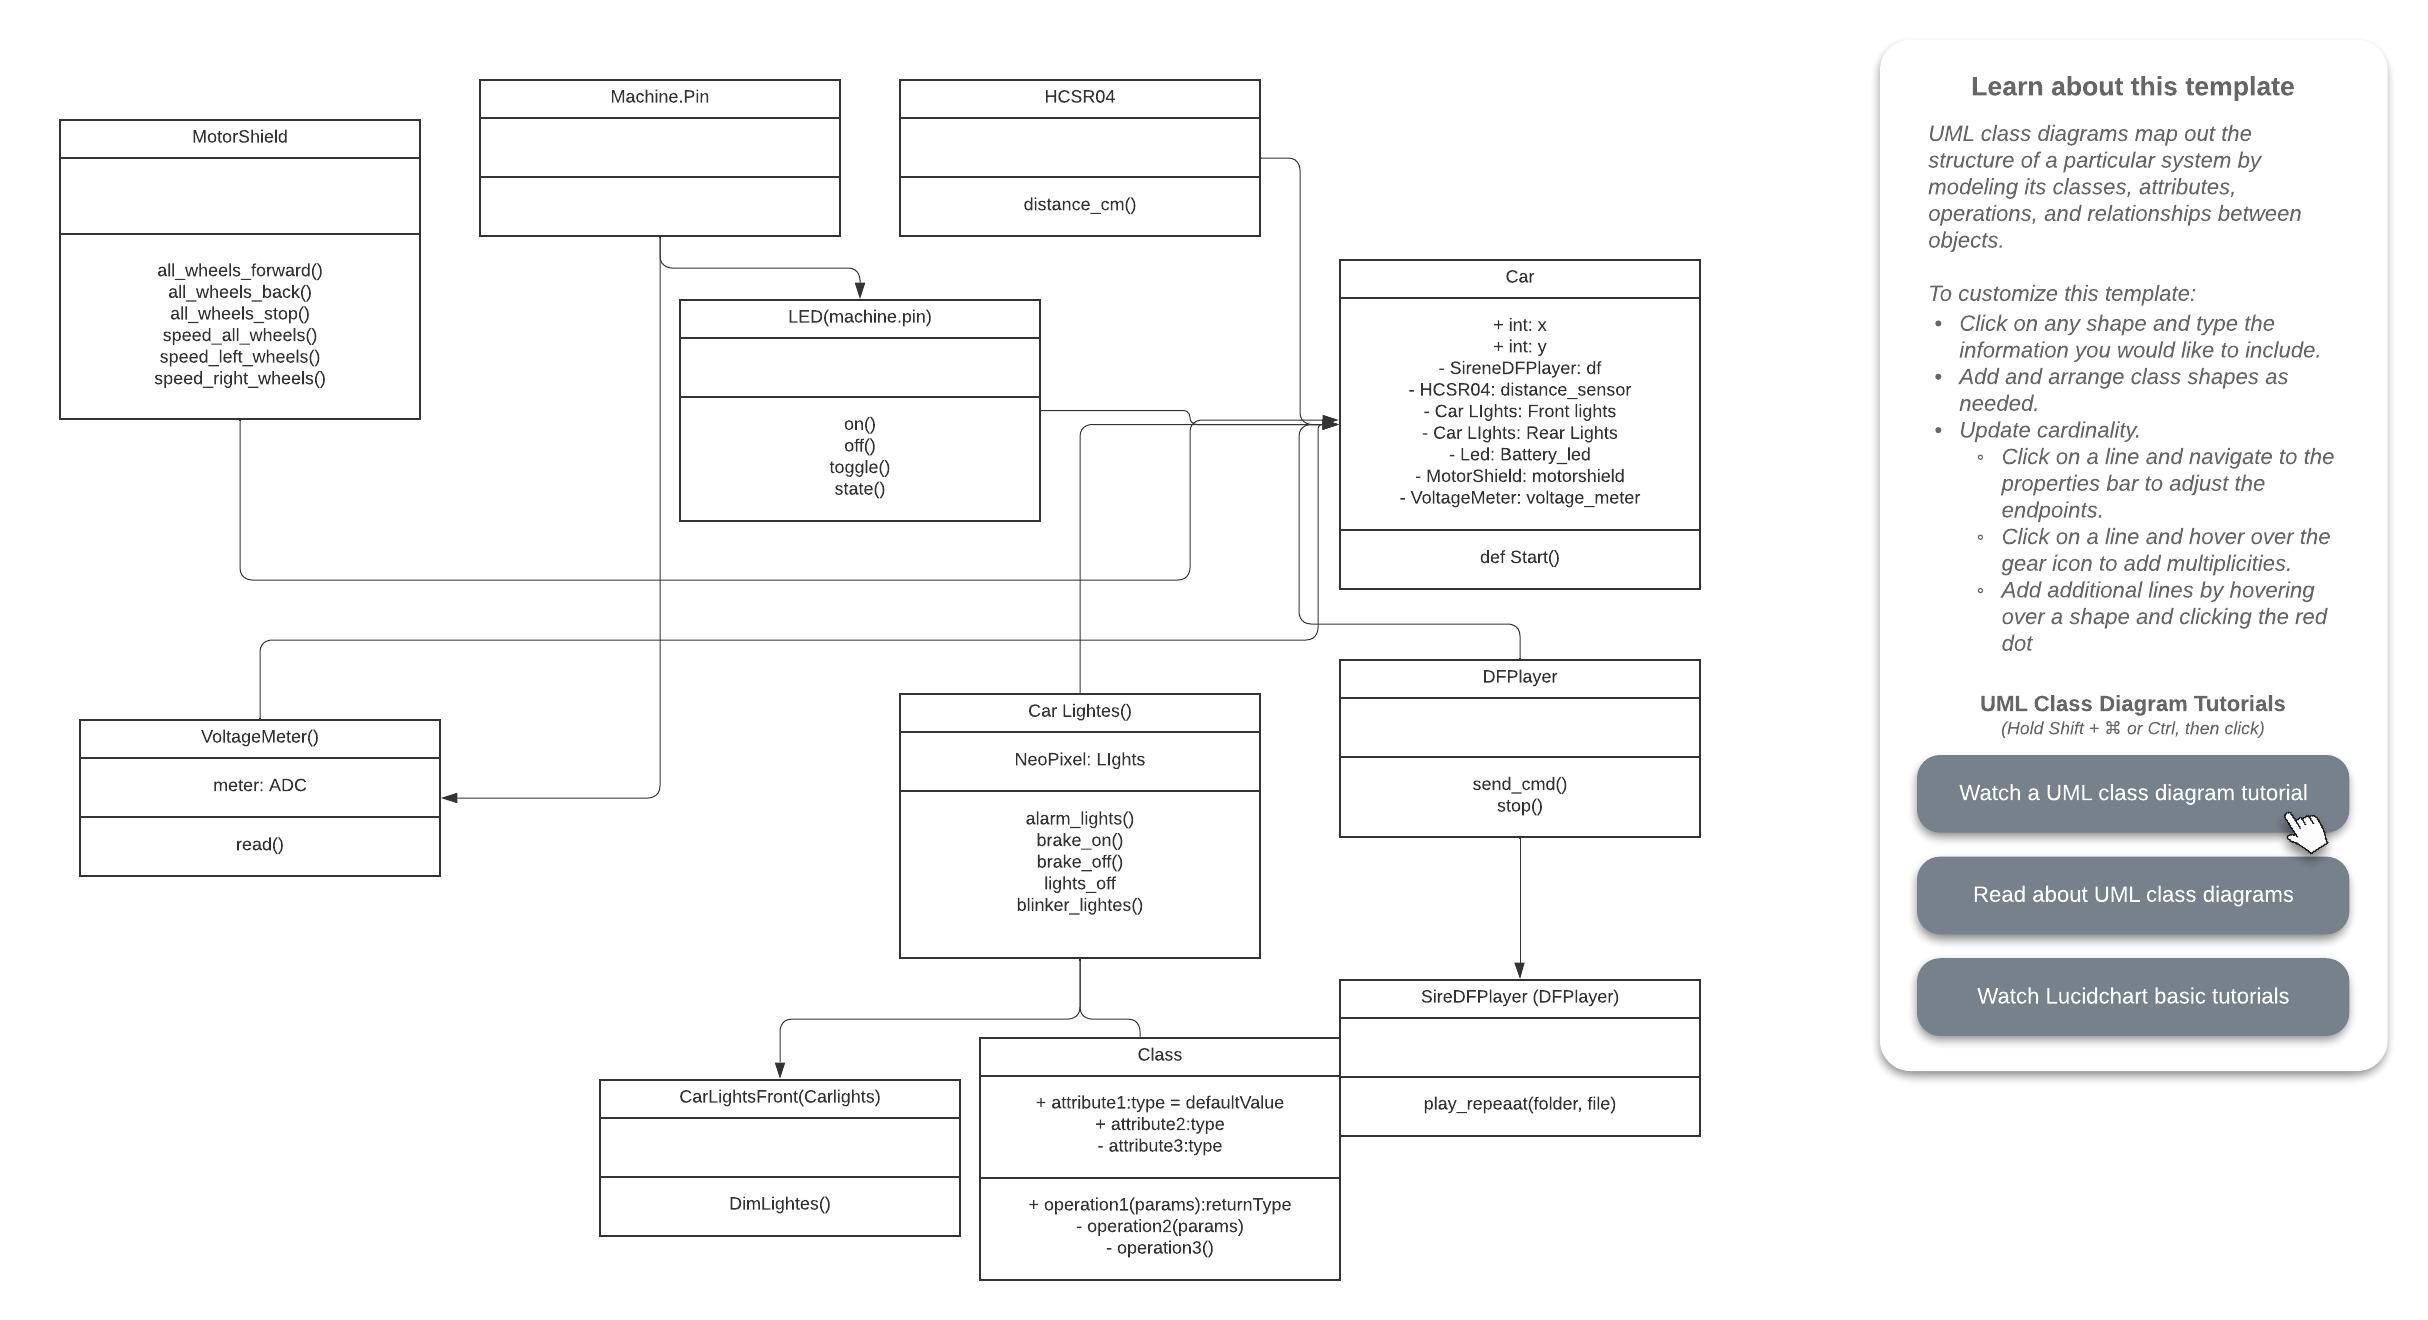 MotorShield
all_wheels_forward()
all_wheels_back()
all_wheels_stop()
speed_all_wheels()
speed_left_wheels()
speed_right_wheels()
Machine.Pin
HCSR04
distance_cm()
LED(machine.pin)
on()
off()
toggle()
state()
Car
+ int: x
+ int: y
- SireneDFPlayer: df
- HCSR04: distance_sensor
- Car LIghts: Front lights
- Car LIghts: Rear Lights
- Led: Battery_led
- MotorShield: motorshield
- VoltageMeter: voltage_meter
def Start()
VoltageMeter()
meter: ADC
read()
Car Lightes()
NeoPixel: LIghts
alarm_lights()
brake_on()
brake_off()
lights_off
blinker_lightes()
DFPlayer
send_cmd()
stop()
SireDFPlayer (DFPlayer)
play_repeaat(folder, file)
CarLightsFront(Carlights)
DimLightes()
Class
+ attribute1:type = defaultValue
+ attribute2:type
- attribute3:type
+ operation1(params):returnType
- operation2(params)
- operation3()
Learn about this template
UML class diagrams map out the
structure of a particular system by
modeling its classes, attributes,
operations, and relationships between
objects.
To customize this template:
• Click on any shape and type the
information you would like to include.
• Add and arrange class shapes as
needed.
• Update cardinality.
◦ Click on a line and navigate to the
properties bar to adjust the
endpoints.
◦ Click on a line and hover over the
gear icon to add multiplicities.
◦ Add additional lines by hovering
over a shape and clicking the red
dot
UML Class Diagram Tutorials
(Hold Shift + ⌘ or Ctrl, then click)
Watch a UML class diagram tutorial
Read about UML class diagrams
Watch Lucidchart basic tutorials